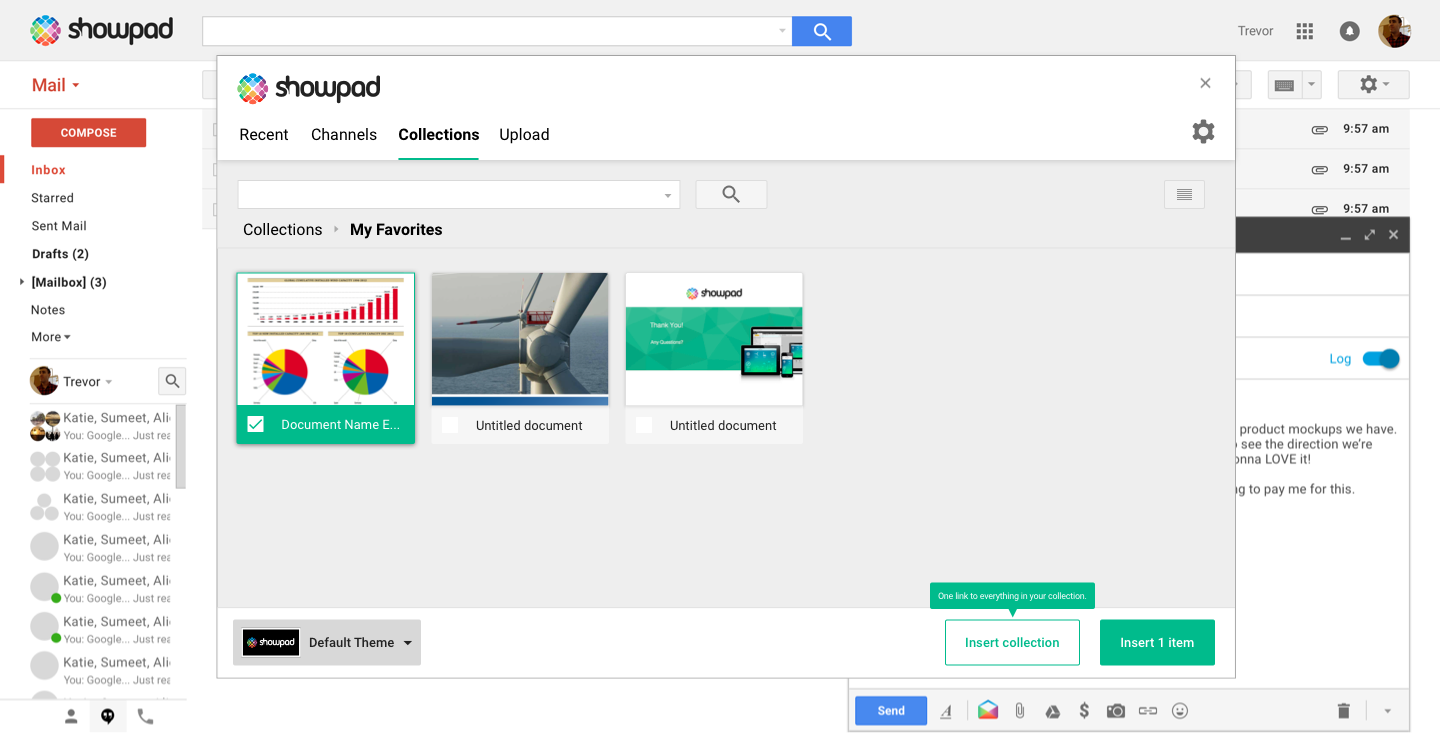 showpad
Trevor
Mail
COMPOSE
Inbox
Starred
Sent Mail
Drafts (2)
[Mailbox] (3)
Notes
More
Trevor
Katie, Sumeet, Ali
You: Google... Just rea
Katie, Sumeet, Ali
You: Google... Just rea
Katie, Sumeet, Ali
You: Google... Just rea
Katie, Sumeet, Ali
You: Google... Just rea
Katie, Sumeet, Ali
You: Google... Just rea
Katie, Sumeet, Ali
You: Google... Just rea
Katie, Sumeet, Ali
You: Google... Just rea
showpad
Recent Channels Collections Upload
Collections My Favorites
Document Name E...
Untitled document
showpad
Thank You!
Any Questions?
Untitled document
One link to everything in your collection.
showpad Default Theme
Insert collection
Insert 1 item
9:57 am
9:57 am
9:57 am
Log
product mockups we have.
see the direction we're
onna LOVE it!
ng to pay me for this.
Send